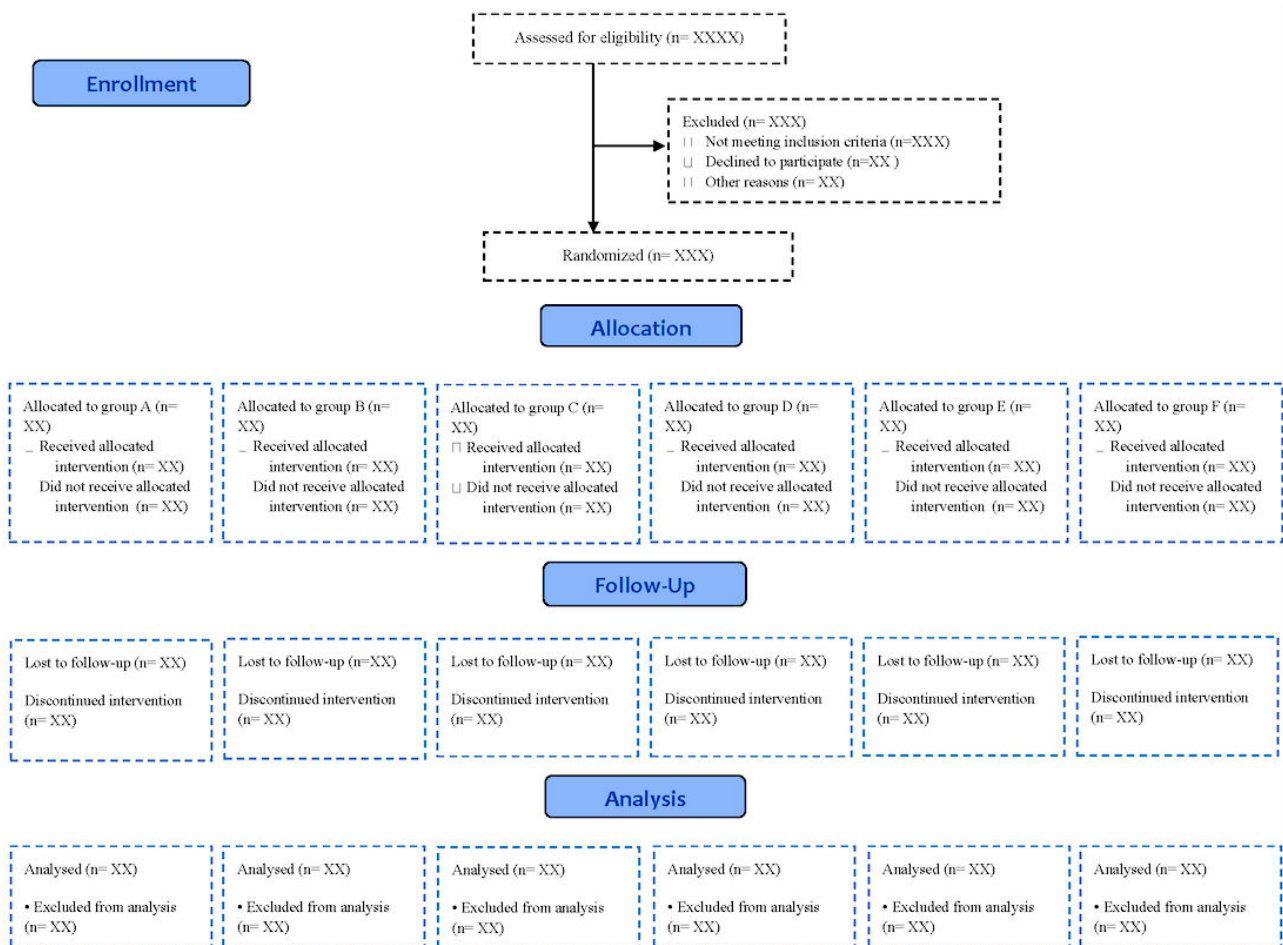 Assessed for eligibility (n= XXXX)
Enrollment
Excluded (n= XXX)
Not meeting inclusion criteria (n=XXX)
Declined to participate (n=XX )
Other reasons (n= XX)
Randomized (n= XXX)
Allocation
Allocated to group A (n=
XX)
_ Received allocated
intervention (n= XX)
Did not receive allocated
intervention  (n= XX)
Allocated to group B (n=
XX)
_ Received allocated
intervention (n= XX)
Did not receive allocated
intervention (n= XX)
Allocated to group C (n=
XX)
Received allocated
intervention (n= XX)
Did not receive allocated
intervention (n= XX)
Allocated to group D (n=
XX)
_ Received allocated
intervention (n= XX)
Did not receive allocated
intervention  (n= XX)
Allocated to group E (n=
XX)
_ Received allocated
intervention (n= XX)
Did not receive allocated
intervention (n= XX)
Allocated to group F (n=
XX)
_ Received allocated
intervention (n= XX)
Did not receive allocated
intervention (n= XX)
Follow-Up
Lost to follow-up (n= XX)
Discontinued intervention
(n= XX)
Lost to follow-up (n=XX)
Discontinued intervention
(n= XX)
Lost to follow-up (n= XX)
Discontinued intervention
(n= XX)
Lost to follow-up (n= XX)
Discontinued intervention
(n= XX)
Lost to follow-up (n= XX)
Discontinued intervention
(n= XX)
Lost to follow-up (n= XX)
Discontinued intervention
(n= XX)
Analysis
Analysed (n= XX)
• Excluded from analysis
(n= XX)
Analysed (n= XX)
• Excluded from analysis
(n= XX)
Analysed (n= XX)
• Excluded from analysis
(n= XX)
Analysed (n= XX)
• Excluded from analysis
(n= XX)
Analysed (n= XX)
• Excluded from analysis
(n= XX)
Analysed (n= XX)
• Excluded from analysis
(n= XX)